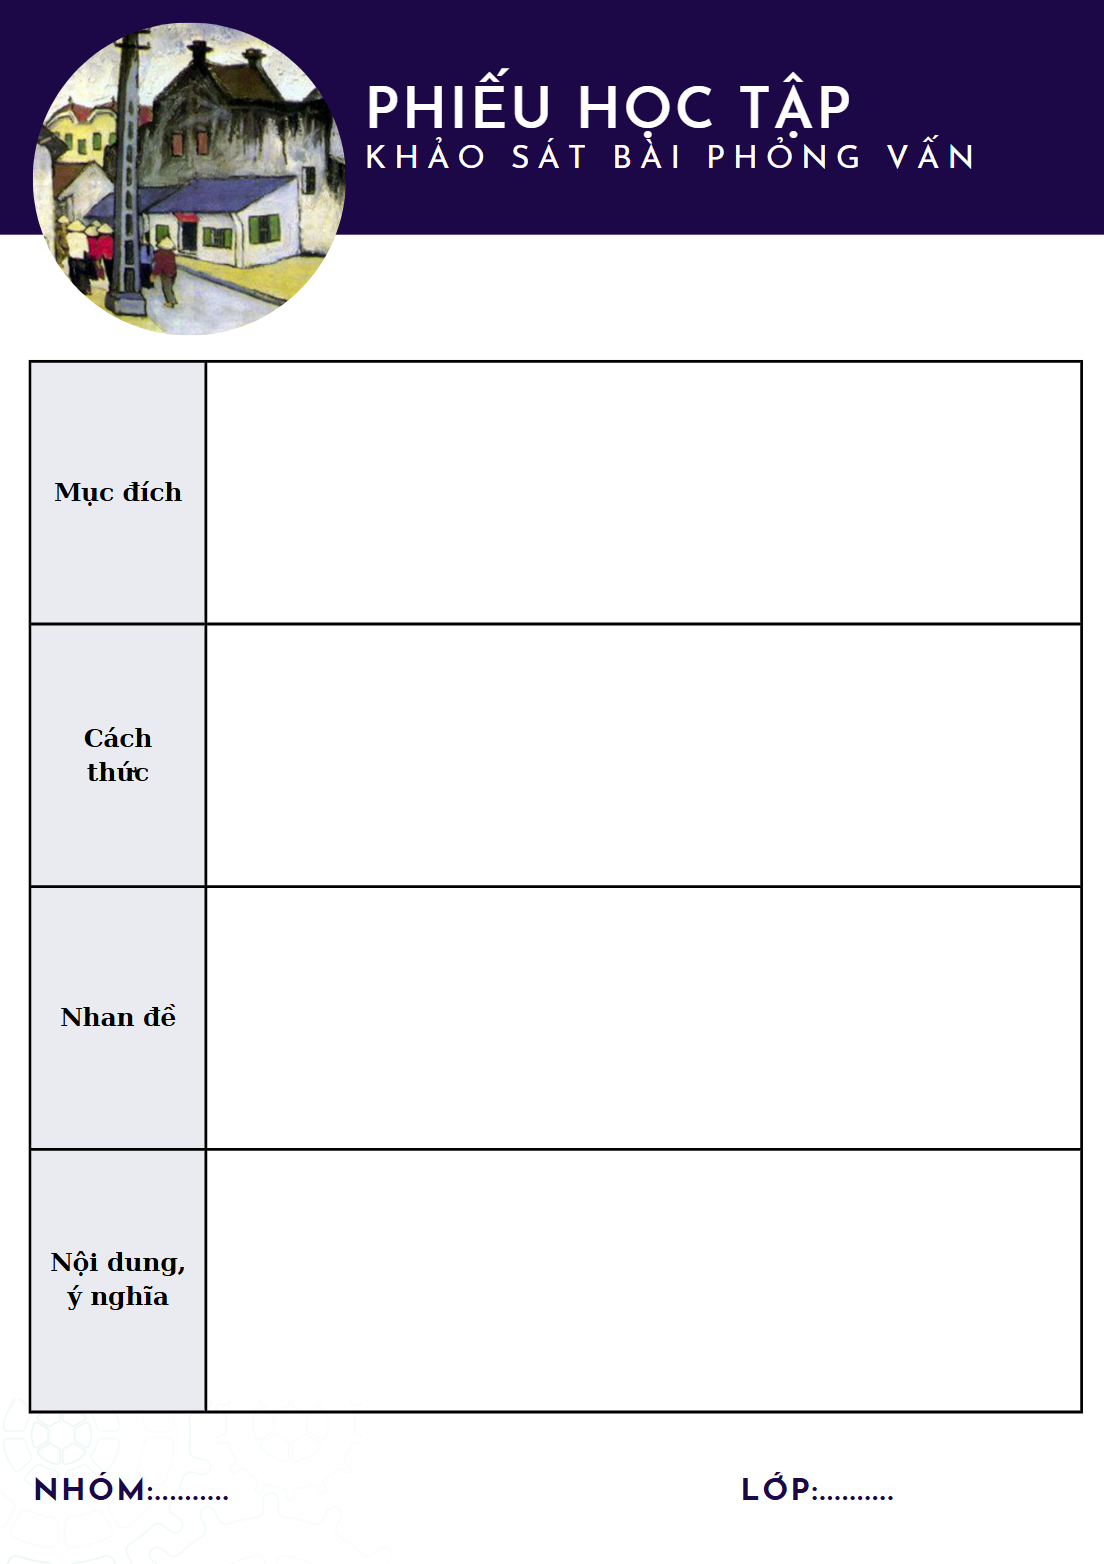 PHIẾU HỌC TẬP
KHẢO SÁT BÀI PHỎNG VẤN
Mục đích
Cách
thức
Nhan đề
Nội dung,
ý nghĩa
NHÓM:..........
LỚP:..........